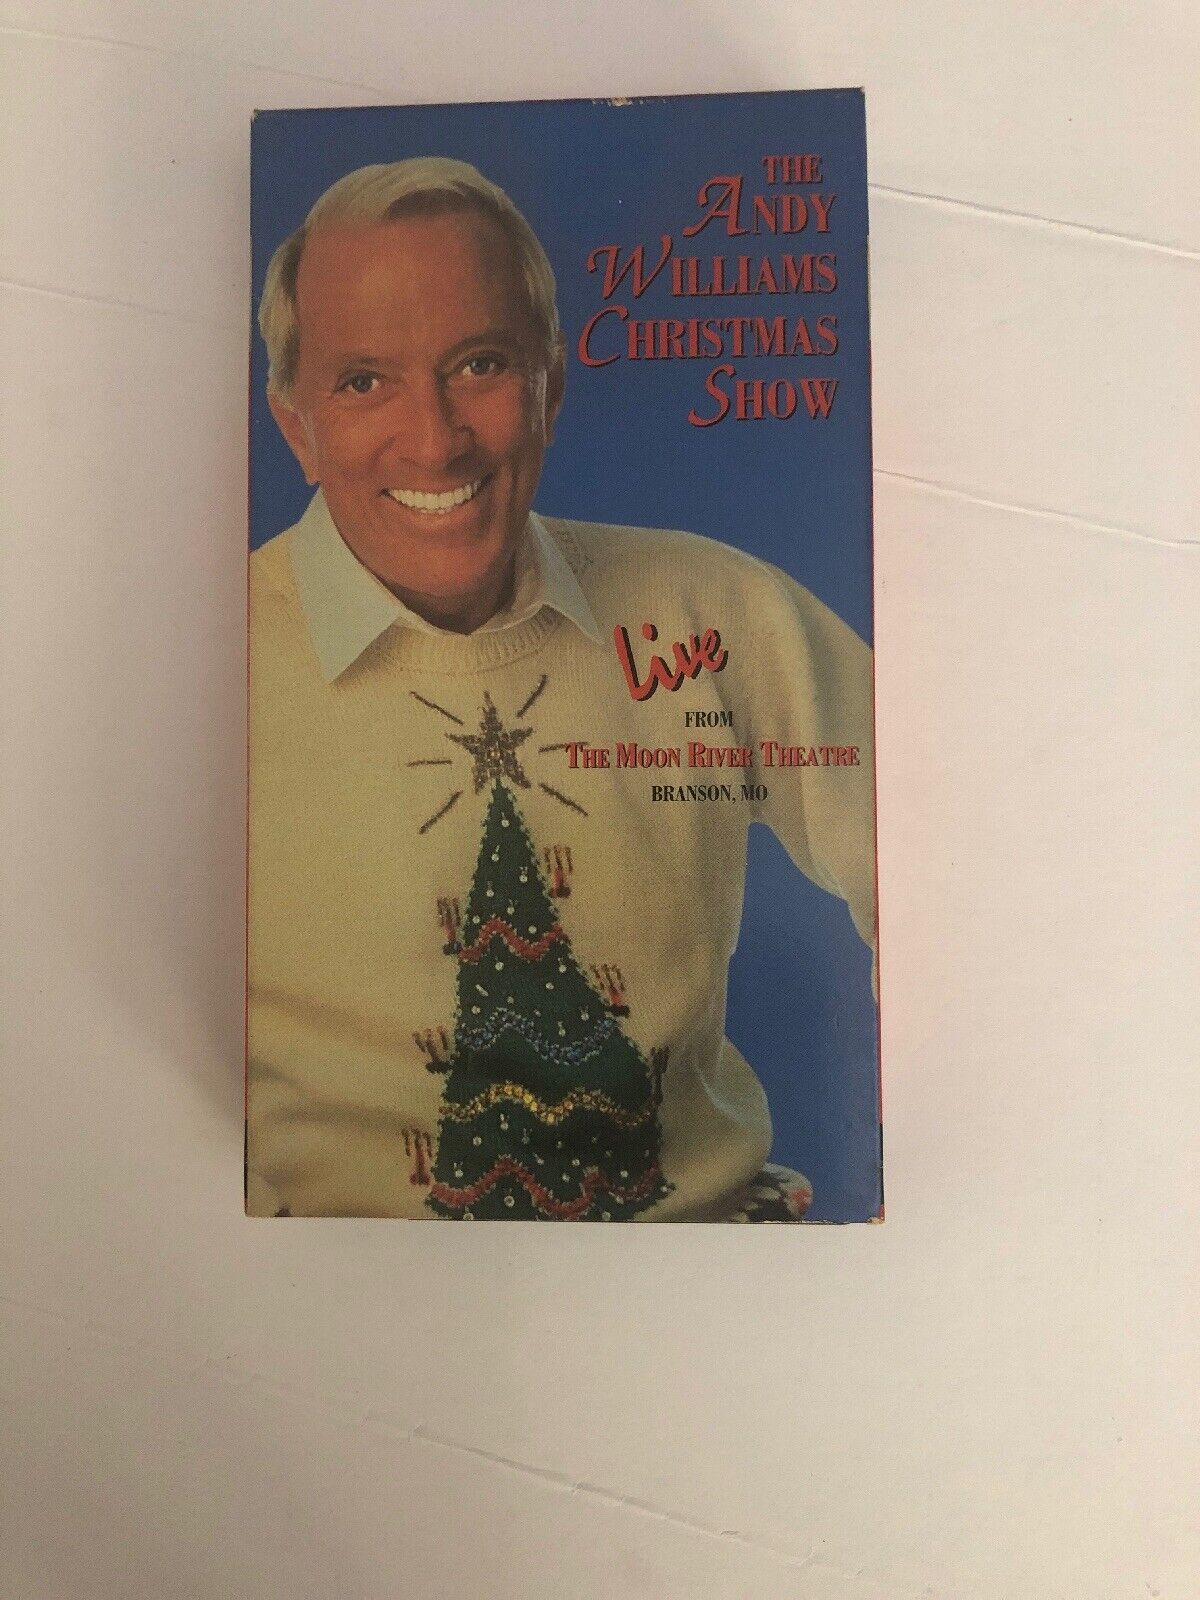 THE
ANDY
WILLIAMS
CHRISTMAS
SHOW
Live
FROM
THE MOON RIVER THEATRE
BRANSON, MO